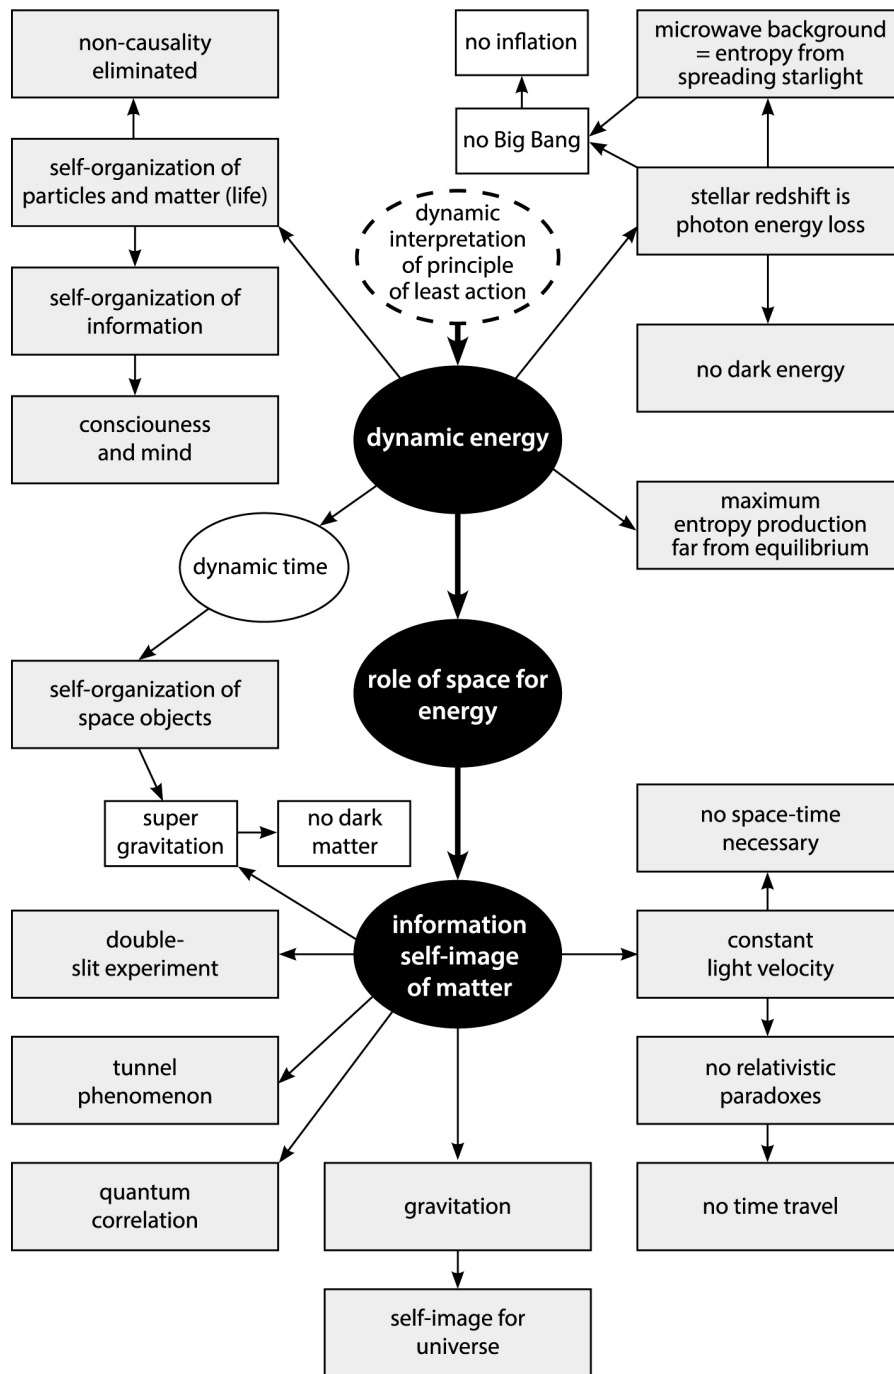 non-causality
eliminated
no inflation
microwave background
= entropy from
spreading starlight
self-organization of
particles and matter (life)
no Big Bang
stellar redshift is
photon energy loss
dynamic
interpretation
of principle
of least action
self-organization of
information
no dark energy
consciouness
and mind
dynamic energy
maximum
entropy production
far from equilibrium
dynamic time
self-organization of
space objects
role of space for
energy
super
gravitation
no dark
matter
no space-time
necessary
double-
slit experiment
information
self-image
of matter
constant
light velocity
tunnel
phenomenon
no relativistic
paradoxes
quantum
correlation
gravitation
no time travel
self-image for
universe